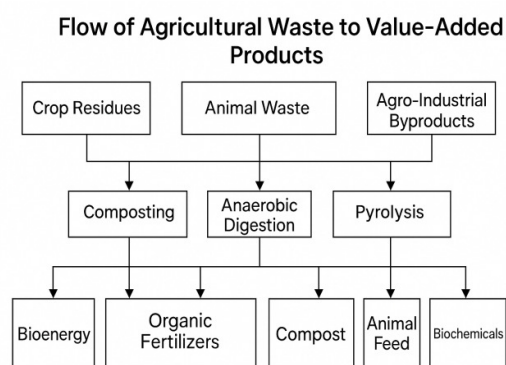 Flow of Agricultural Waste to Value-Added
Products
Crop Residues
Animal Waste
Agro-Industrial
Byproducts
Composting
Anaerobic
Digestion
Pyrolysis
Bioenergy
Organic
Fertilizers
Compost
Animal
Feed
Biochemicals